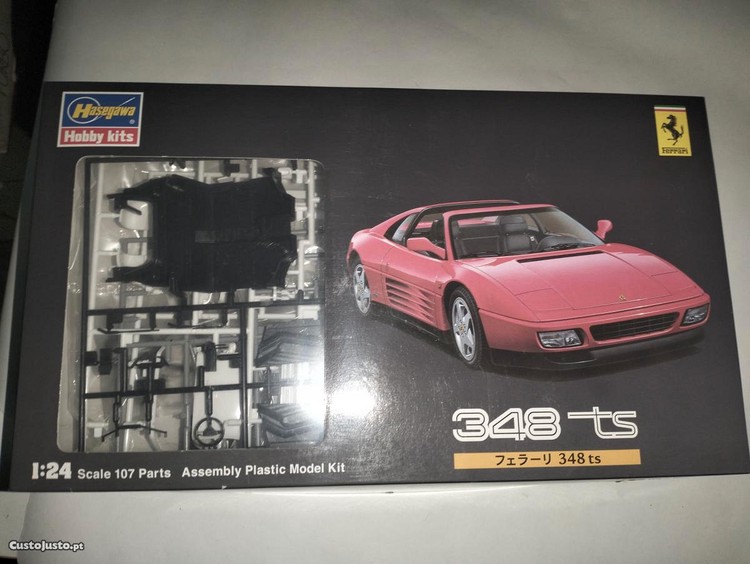 Hasegawa
Hobby kits
Ferrari
348 ts
フェラーリ 348 ts
1:24 Scale 107 Parts Assembly Plastic Model Kit
CustoJusto.pt